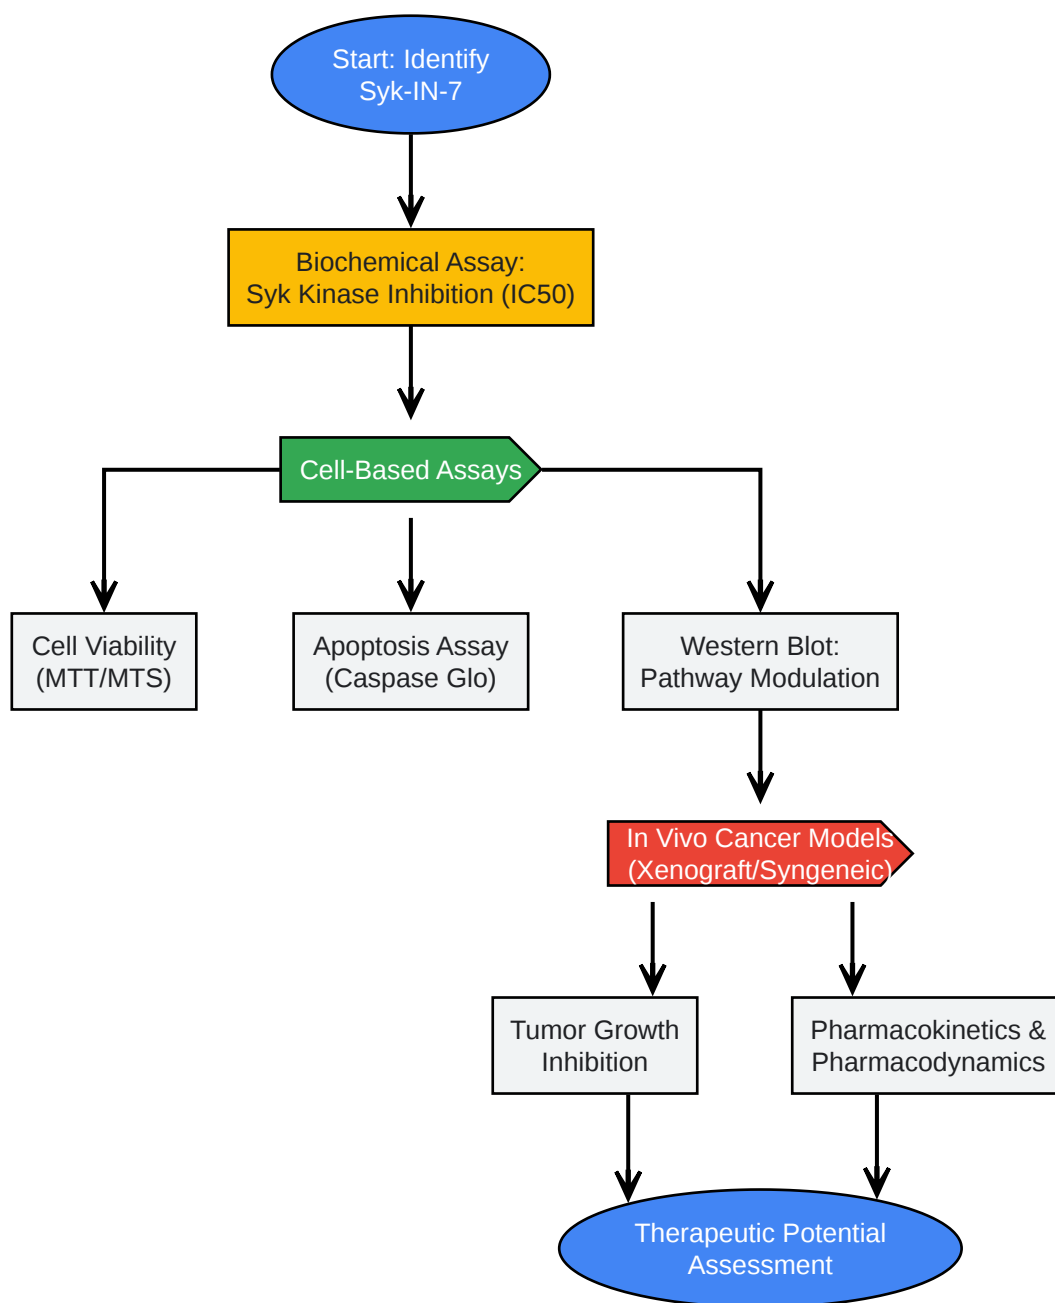 Start: Identify
Syk-IN-7
Biochemical Assay:
Syk Kinase Inhibition (IC50)
Cell-Based Assays
Cell Viability
(MTT/MTS)
Apoptosis Assay
(Caspase Glo)
Western Blot:
Pathway Modulation
In Vivo Cancer Models
(Xenograft/Syngeneic)
Tumor Growth
Inhibition
Pharmacokinetics &
Pharmacodynamics
Therapeutic Potential
Assessment